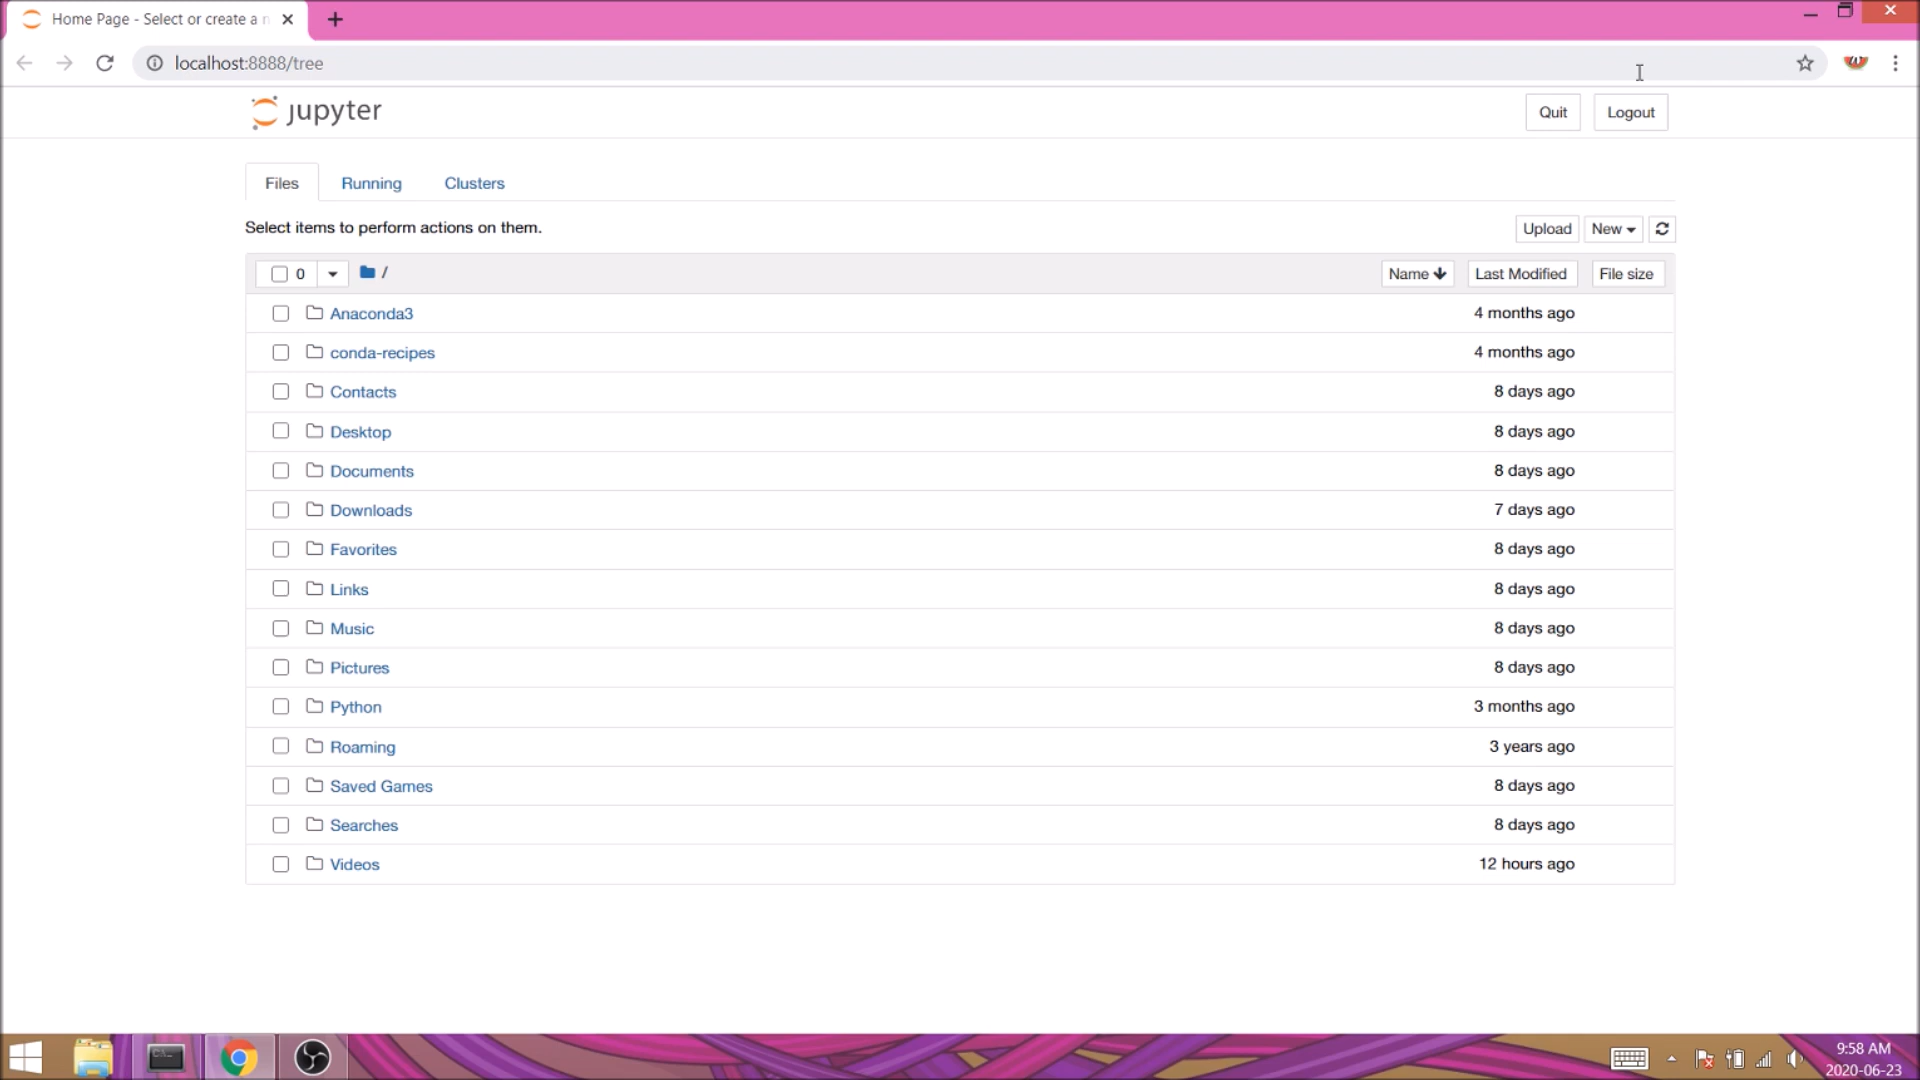 Home Page - Select or create a n
localhost:8888/tree
jupyter
Quit Logout
Files Running Clusters
Select items to perform actions on them.
Upload New
0 / Name Last Modified File size
Anaconda3 4 months ago
conda-recipes 4 months ago
Contacts 8 days ago
Desktop 8 days ago
Documents 8 days ago
Downloads 7 days ago
Favorites 8 days ago
Links 8 days ago
Music 8 days ago
Pictures 8 days ago
Python 3 months ago
Roaming 3 years ago
Saved Games 8 days ago
Searches 8 days ago
Videos 12 hours ago
9:58 AM
2020-06-23